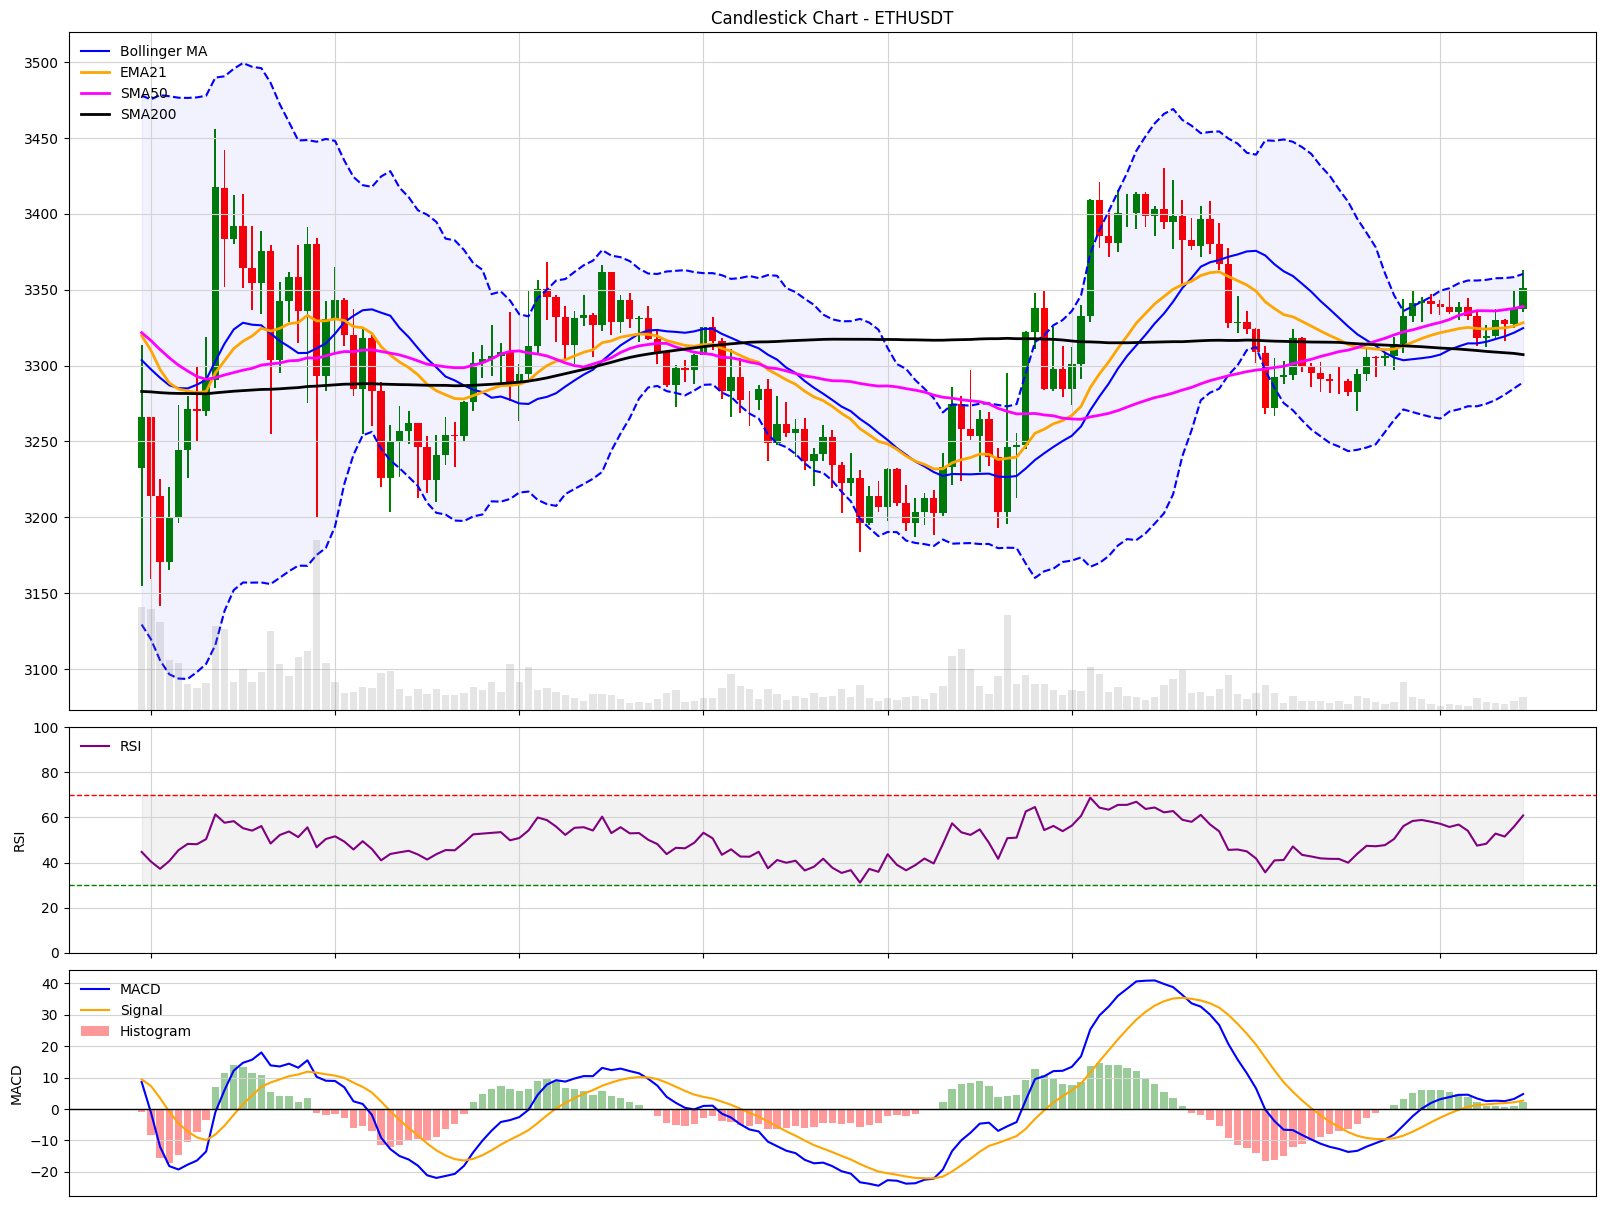 Candlestick Chart - ETHUSDT
Bollinger MA
EMA21
SMA50
SMA200
3500
3450
3400
3350
3300
3250
3200
3150
3100
RSI
100
80
60
40
20
0
RSI
MACD
Signal
Histogram
40
30
20
10
0
−10
−20
MACD